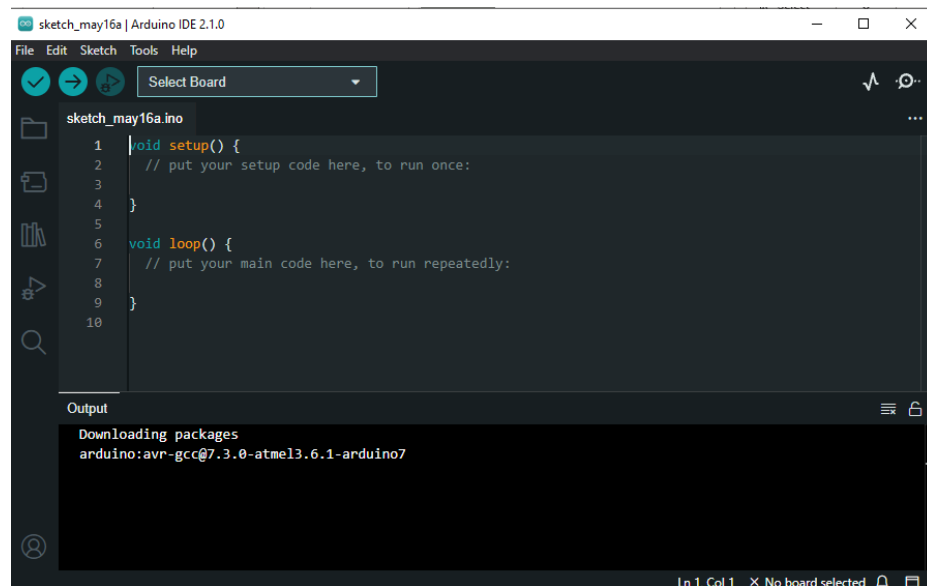 sketch_may16a | Arduino IDE 2.1.0
File Edit Sketch Tools Help
Select Board
sketch_may16a.ino
1 void setup() {
2 // put your setup code here, to run once:
3
4 }
5
6 void loop() {
7 // put your main code here, to run repeatedly:
8
9 }
10
Output
Downloading packages
arduino:avr-gcc@7.3.0-atmel3.6.1-arduino7
Ln 1, Col 1 X No board selected